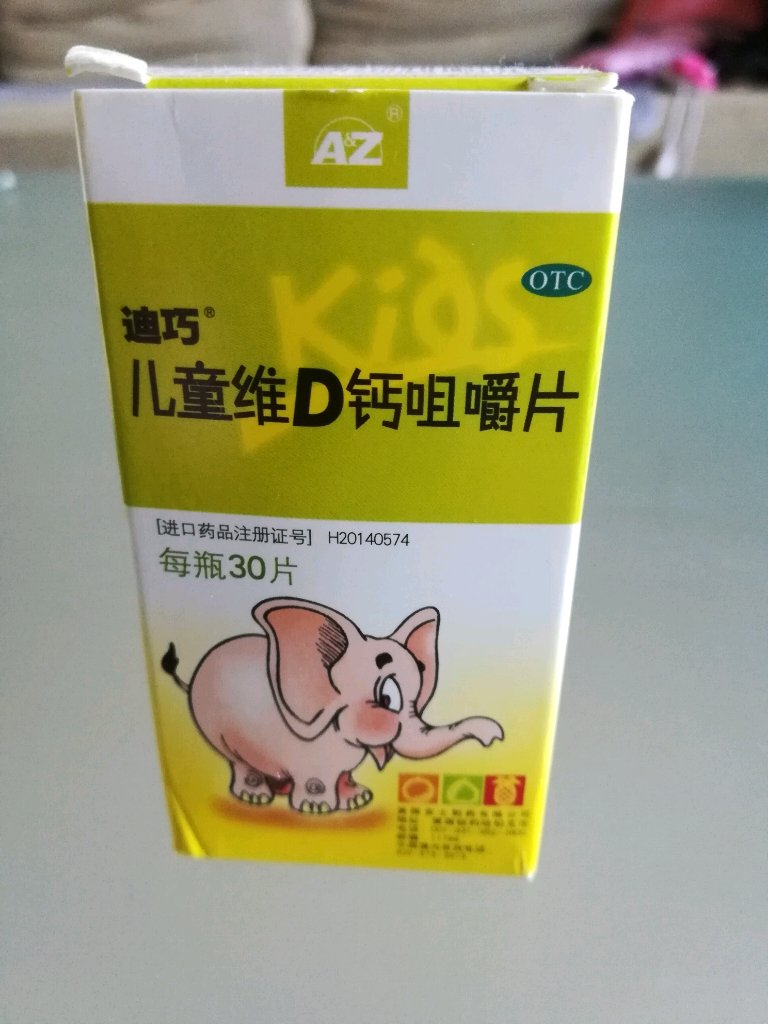 A&Z®
Kids
OTC
迪巧®
儿童维D钙咀嚼片
[进口药品注册证号] H20140574
每瓶30片